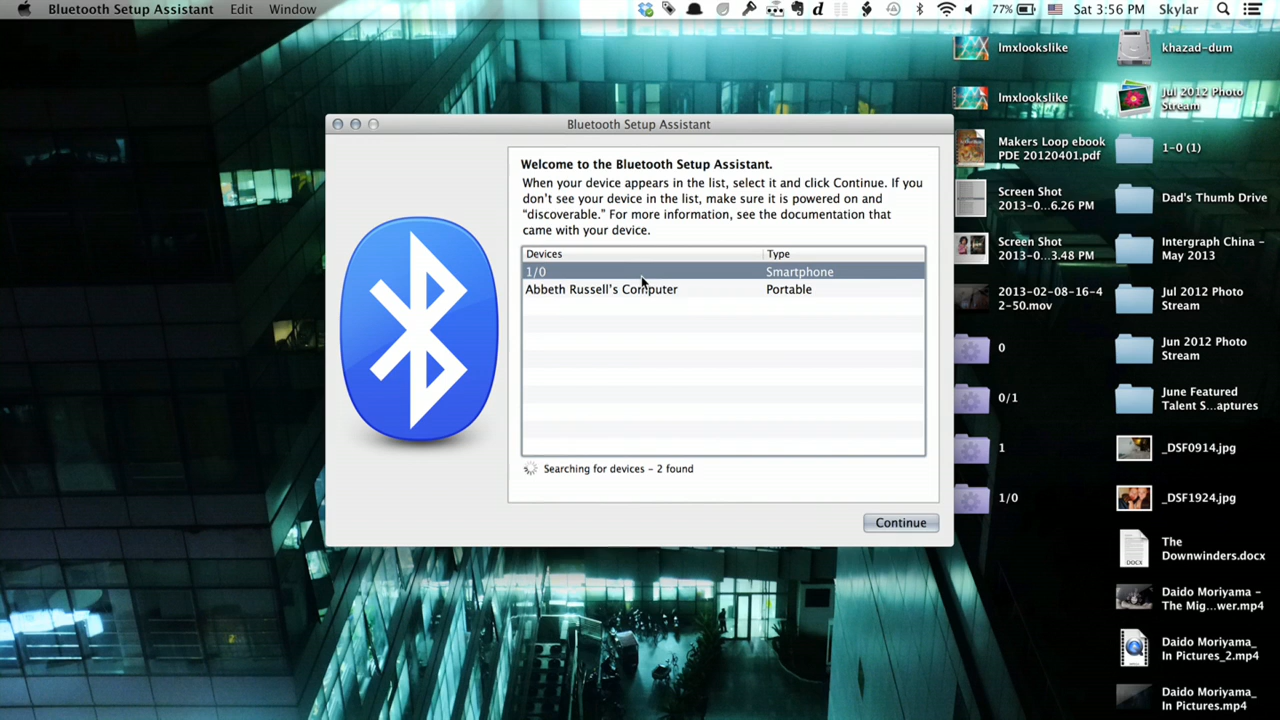 Bluetooth Setup Assistant Edit Window
77% Sat 3:56 PM Skylar
Bluetooth Setup Assistant
Welcome to the Bluetooth Setup Assistant.
When your device appears in the list, select it and click Continue. If you
don't see your device in the list, make sure it is powered on and
"discoverable." For more information, see the documentation that
came with your device.
Devices Type
1/0 Smartphone
Abbeth Russell's Computer Portable
Searching for devices – 2 found
Continue
lmxlookslike
lmxlookslike
Makers Loop ebook
PDE 20120401.pdf
Screen Shot
2013-0...6.26 PM
Screen Shot
2013-0...3.48 PM
2013-02-08-16-4
2-50.mov
0
0/1
1
1/0
khazad-dum
Jul 2012 Photo
Stream
1-0 (1)
Dad's Thumb Drive
Intergraph China -
May 2013
Jul 2012 Photo
Stream
Jun 2012 Photo
Stream
June Featured
Talent S...aptures
_DSF0914.jpg
_DSF1924.jpg
The
Downwinders.docx
Daido Moriyama -
The Mig...wer.mp4
Daido Moriyama_
In Pictures_2.mp4
Daido Moriyama_
In Pictures.mp4